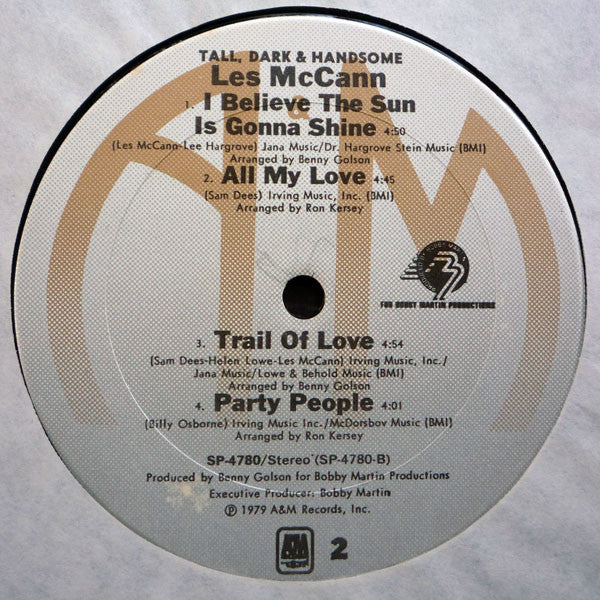 TALL, DARK & HANDSOME
Les McCann
1. I Believe The Sun
Is Gonna Shine 4:50
(Les McCann-Lee Hargrove) Jana Music/Dr. Hargrove Stein Music (BMI)
Arranged by Benny Golson
2. All My Love 4:45
(Sam Dees) Irving Music, Inc. (BMI)
Arranged by Ron Kersey
FOR BOBBY MARTIN PRODUCTIONS
3. Trail Of Love 4:54
(Sam Dees-Helen Lowe-Les McCann) Irving Music, Inc./
Jana Music/Lowe & Behold Music (BMI)
Arranged by Benny Golson
4. Party People 4:01
(Billy Osborne) Irving Music Inc./McDorsbov Music (BMI)
Arranged by Ron Kersey
SP-4780/Stereo (SP-4780-B)
Produced by Benny Golson for Bobby Martin Productions
Executive Producer: Bobby Martin
℗ 1979 A&M Records, Inc.
A&M
2